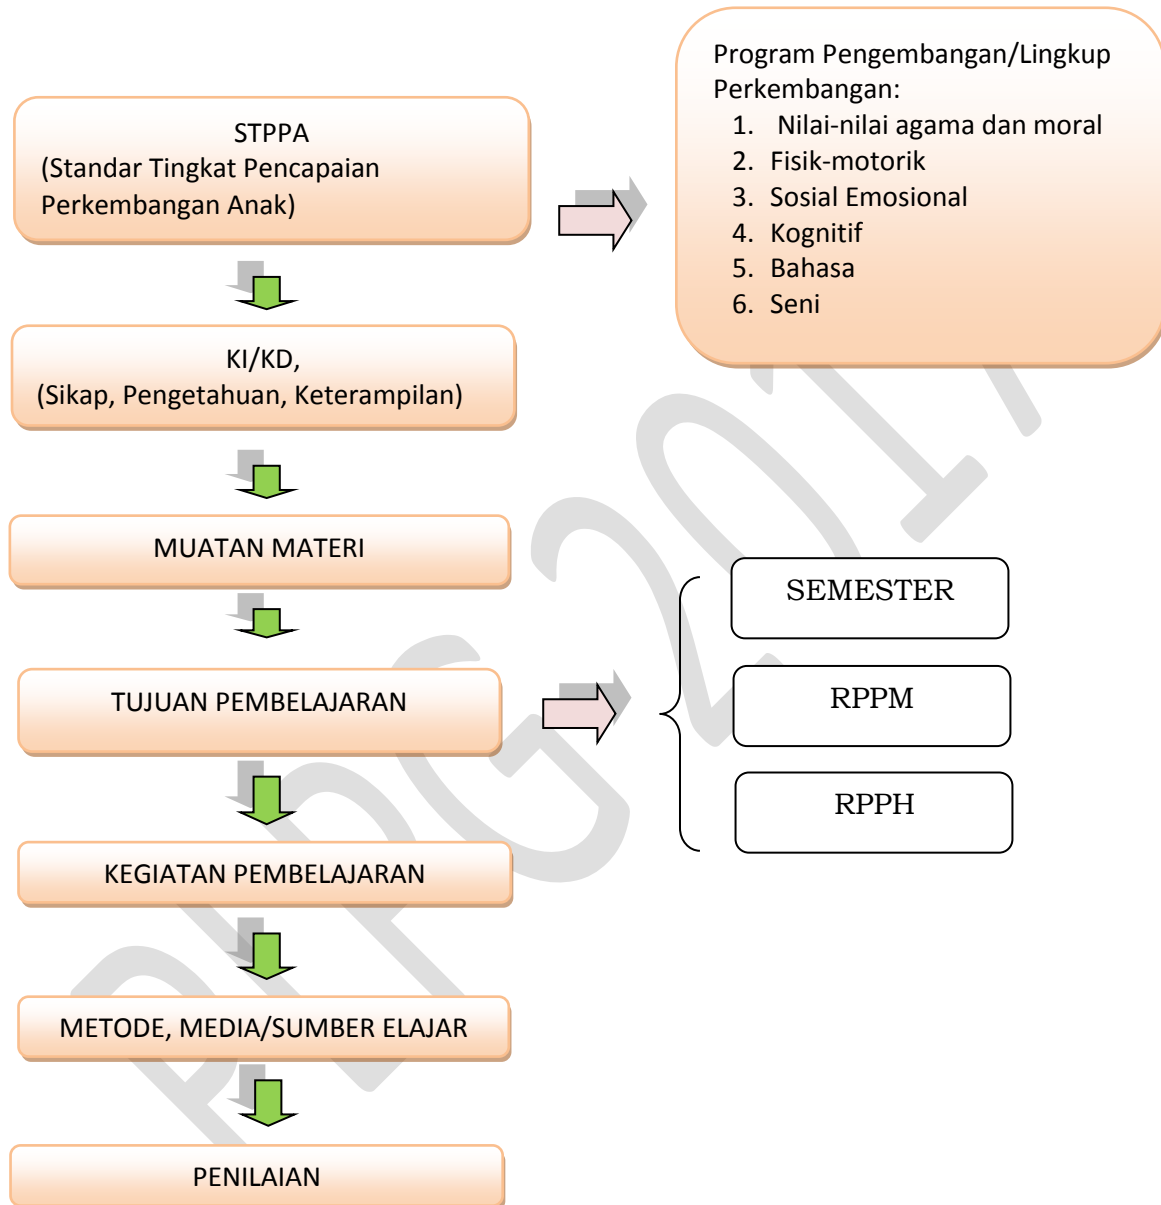 STPPA
(Standar Tingkat Pencapaian
Perkembangan Anak)
Program Pengembangan/Lingkup
Perkembangan:
1. Nilai-nilai agama dan moral
2. Fisik-motorik
3. Sosial Emosional
4. Kognitif
5. Bahasa
6. Seni
KI/KD,
(Sikap, Pengetahuan, Keterampilan)
MUATAN MATERI
TUJUAN PEMBELAJARAN
SEMESTER
RPPM
RPPH
KEGIATAN PEMBELAJARAN
METODE, MEDIA/SUMBER ELAJAR
PENILAIAN